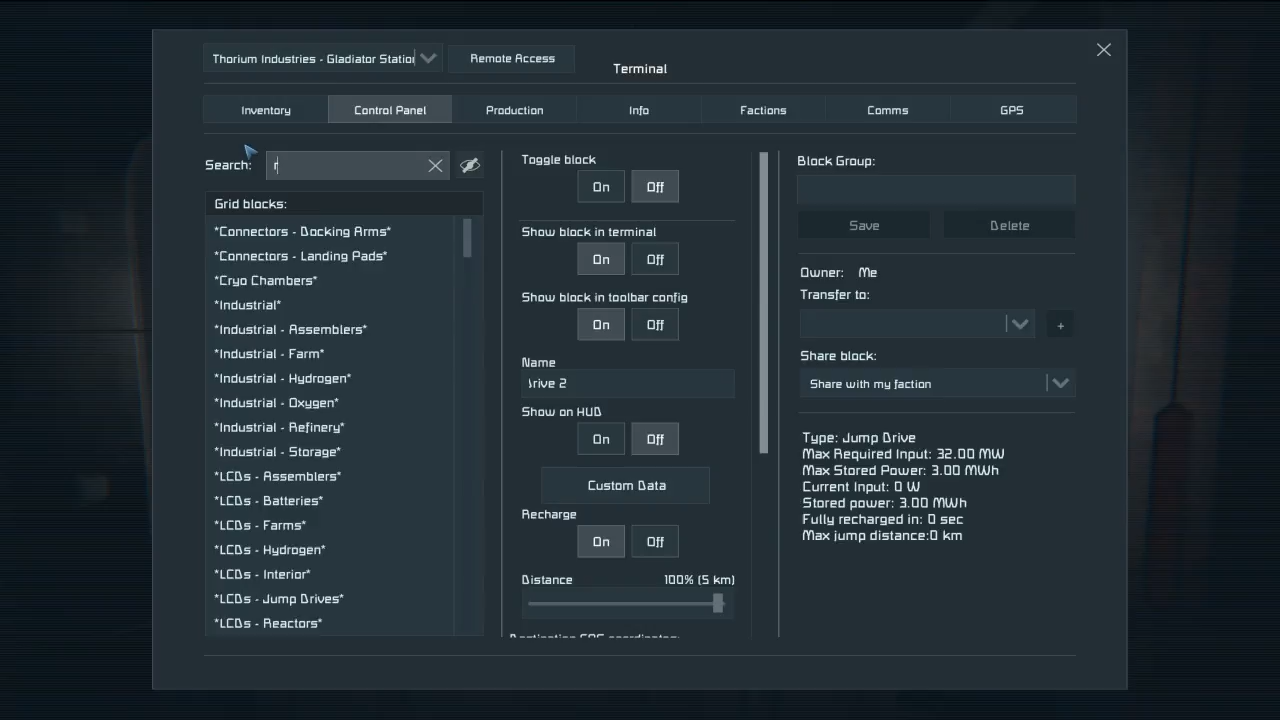 Thorium Industries - Gladiator Station
Remote Access
Terminal
Inventory
Control Panel
Production
Info
Factions
Comms
GPS
Search:
r
Grid blocks:
*Connectors - Docking Arms*
*Connectors - Landing Pads*
*Cryo Chambers*
*Industrial*
*Industrial - Assemblers*
*Industrial - Farm*
*Industrial - Hydrogen*
*Industrial - Oxygen*
*Industrial - Refinery*
*Industrial - Storage*
*LCDs - Assemblers*
*LCDs - Batteries*
*LCDs - Farms*
*LCDs - Hydrogen*
*LCDs - Interior*
*LCDs - Jump Drives*
*LCDs - Reactors*
Toggle block
On Off
Show block in terminal
On Off
Show block in toolbar config
On Off
Name
rive 2
Show on HUD
On Off
Custom Data
Recharge
On Off
Distance 100% (5 km)
Block Group:
Save Delete
Owner: Me
Transfer to:
+
Share block:
Share with my faction
Type: Jump Drive
Max Required Input: 32.00 MW
Max Stored Power: 3.00 MWh
Current Input: 0 W
Stored power: 3.00 MWh
Fully recharged in: 0 sec
Max jump distance:0 km